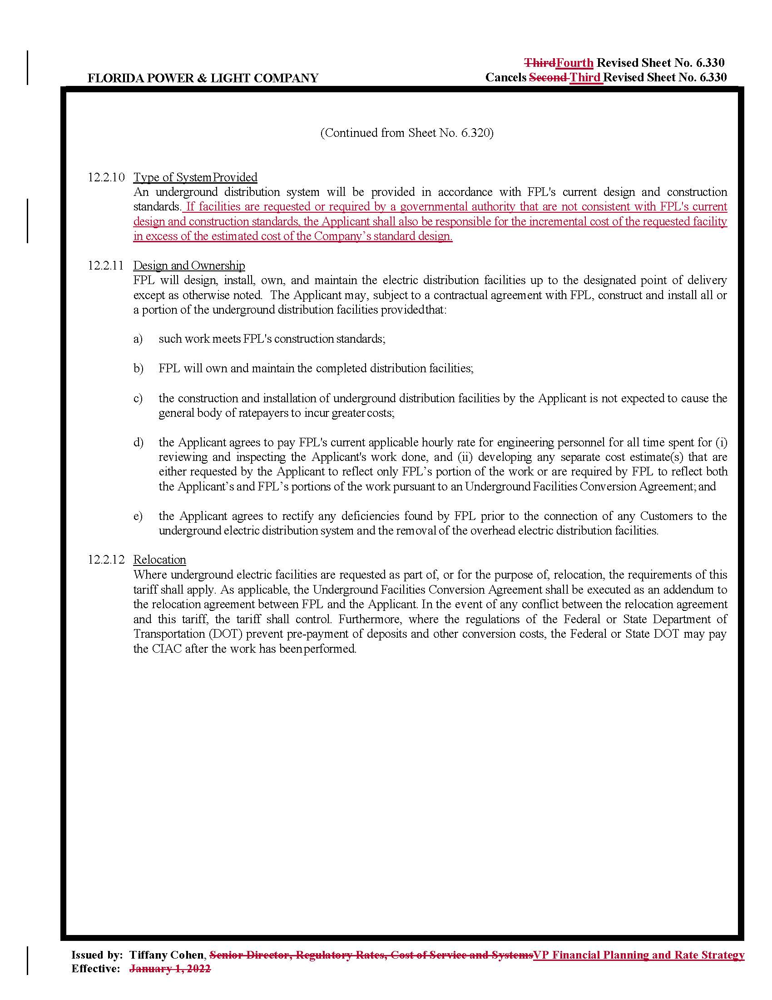 ThirdFourth Revised Sheet No. 6.330
FLORIDA POWER & LIGHT COMPANY Cancels Second Third Revised Sheet No. 6.330
(Continued from Sheet No. 6.320)
12.2.10 Type of System Provided
An underground distribution system will be provided in accordance with FPL's current design and construction
standards. If facilities are requested or required by a governmental authority that are not consistent with FPL's current
design and construction standards, the Applicant shall also be responsible for the incremental cost of the requested facility
in excess of the estimated cost of the Company’s standard design.
12.2.11 Design and Ownership
FPL will design, install, own, and maintain the electric distribution facilities up to the designated point of delivery
except as otherwise noted. The Applicant may, subject to a contractual agreement with FPL, construct and install all or
a portion of the underground distribution facilities provided that:
a) such work meets FPL's construction standards;
b) FPL will own and maintain the completed distribution facilities;
c) the construction and installation of underground distribution facilities by the Applicant is not expected to cause the
general body of ratepayers to incur greater costs;
d) the Applicant agrees to pay FPL's current applicable hourly rate for engineering personnel for all time spent for (i)
reviewing and inspecting the Applicant's work done, and (ii) developing any separate cost estimate(s) that are
either requested by the Applicant to reflect only FPL’s portion of the work or are required by FPL to reflect both
the Applicant’s and FPL’s portions of the work pursuant to an Underground Facilities Conversion Agreement; and
e) the Applicant agrees to rectify any deficiencies found by FPL prior to the connection of any Customers to the
underground electric distribution system and the removal of the overhead electric distribution facilities.
12.2.12 Relocation
Where underground electric facilities are requested as part of, or for the purpose of, relocation, the requirements of this
tariff shall apply. As applicable, the Underground Facilities Conversion Agreement shall be executed as an addendum to
the relocation agreement between FPL and the Applicant. In the event of any conflict between the relocation agreement
and this tariff, the tariff shall control. Furthermore, where the regulations of the Federal or State Department of
Transportation (DOT) prevent pre-payment of deposits and other conversion costs, the Federal or State DOT may pay
the CIAC after the work has been performed.
Issued by: Tiffany Cohen, Senior Director, Regulatory Rates, Cost of Service and SystemsVP Financial Planning and Rate Strategy
Effective: January 1, 2022